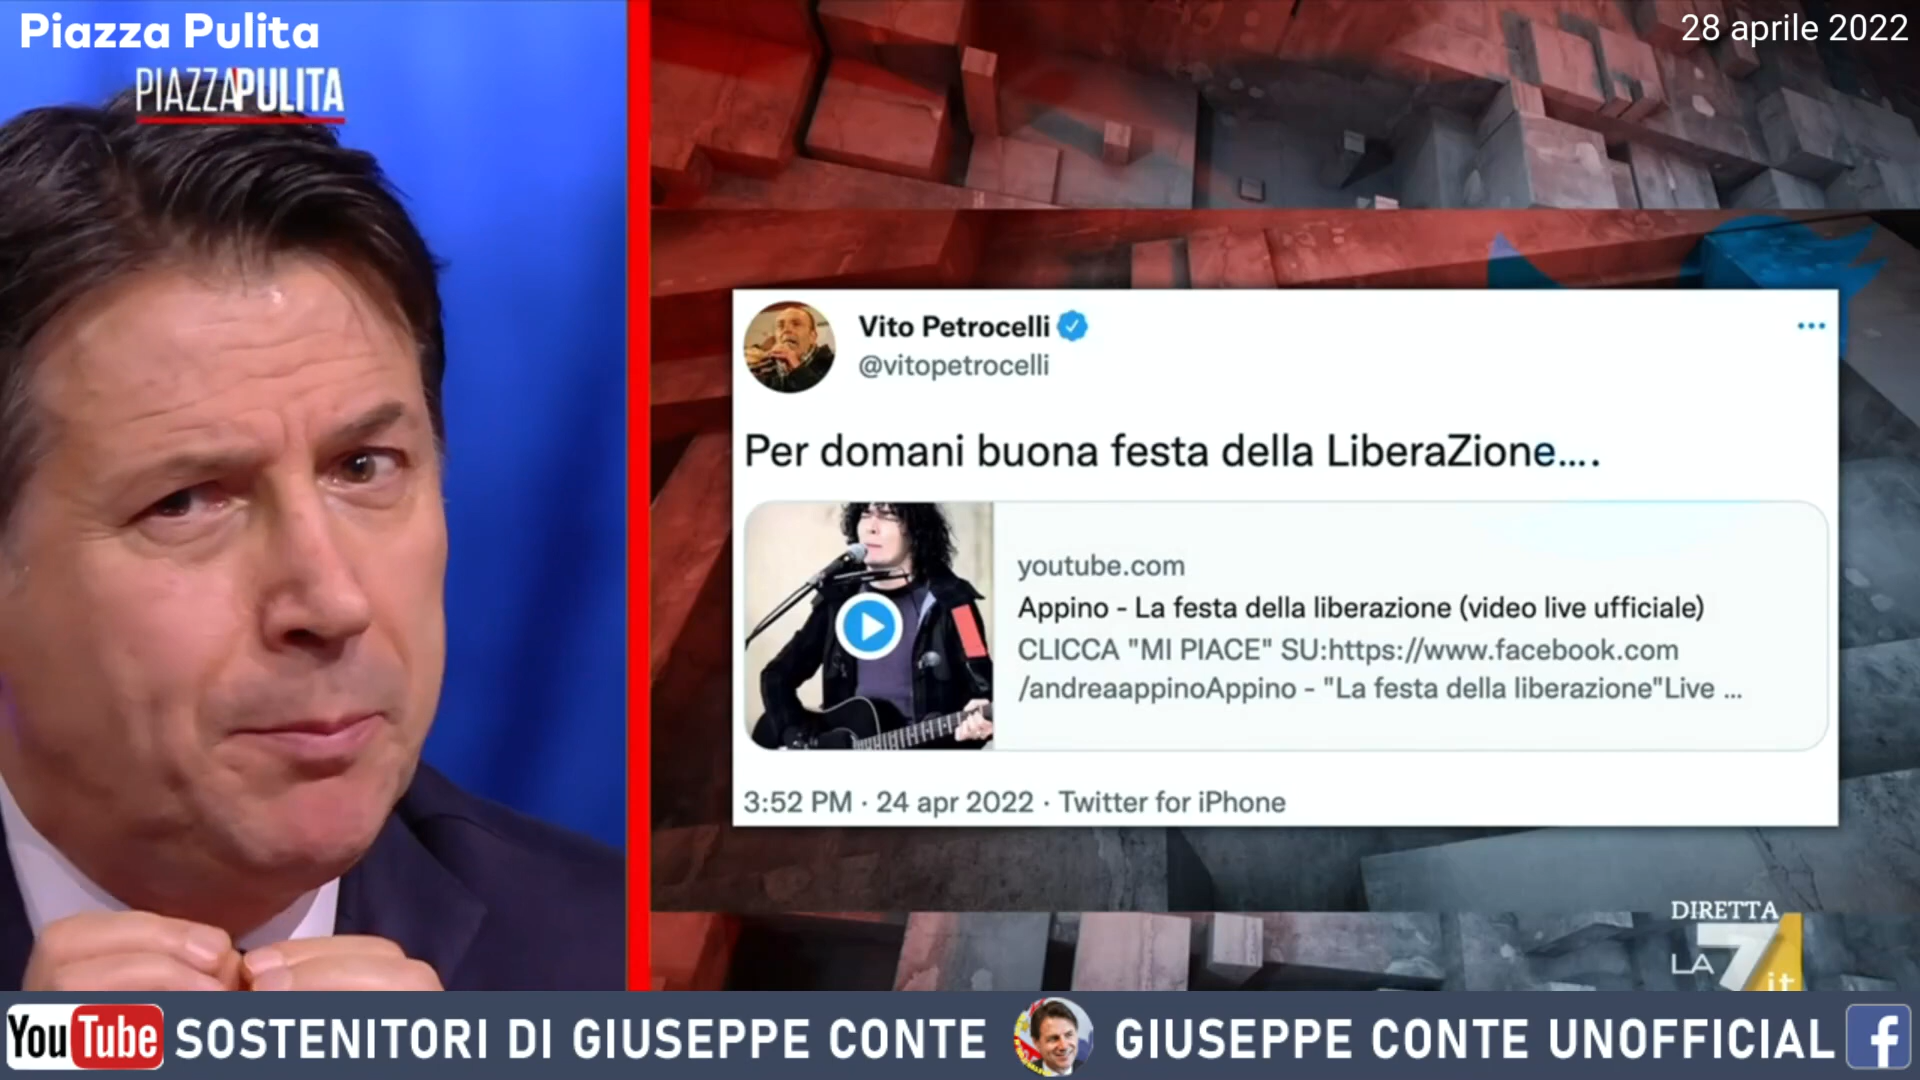 Piazza Pulita
28 aprile 2022
PIAZZAPULITA
Vito Petrocelli
@vitopetrocelli
Per domani buona festa della LiberaZione....
youtube.com
Appino - La festa della liberazione (video live ufficiale)
CLICCA "MI PIACE" SU:https://www.facebook.com
/andreaappinoAppino - "La festa della liberazione"Live ...
3:52 PM · 24 apr 2022 · Twitter for iPhone
DIRETTA
LA7it
YouTube SOSTENITORI DI GIUSEPPE CONTE GIUSEPPE CONTE UNOFFICIAL f